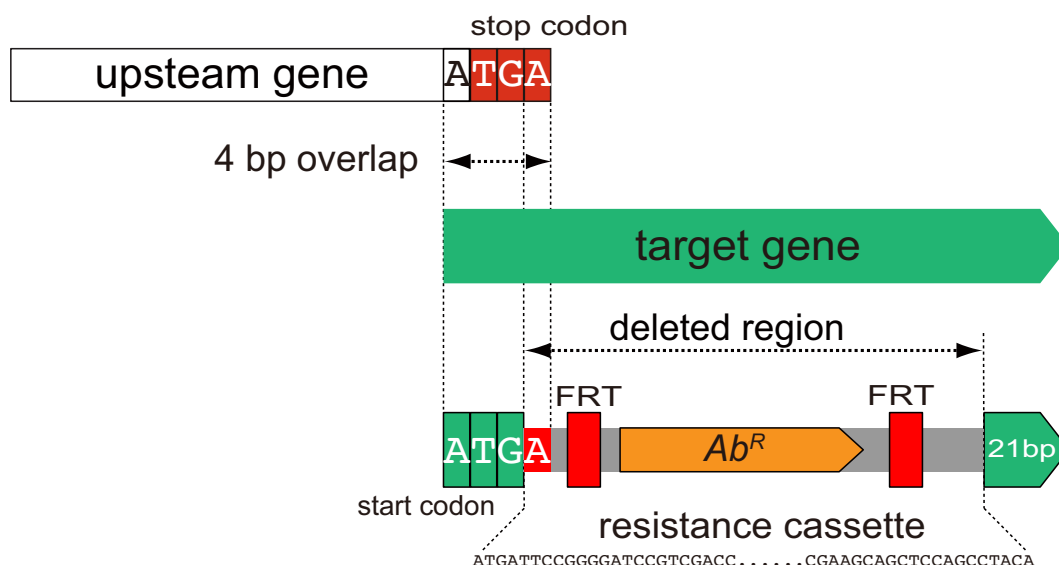 stop codon
upsteam gene
ATGA
4 bp overlap
target gene
deleted region
FRT FRT
ATGA Ab^R 21bp
start codon
resistance cassette
ATGATTCCGGGGATCCGTCGACC......CGAAGCAGCTCCAGCCTACA